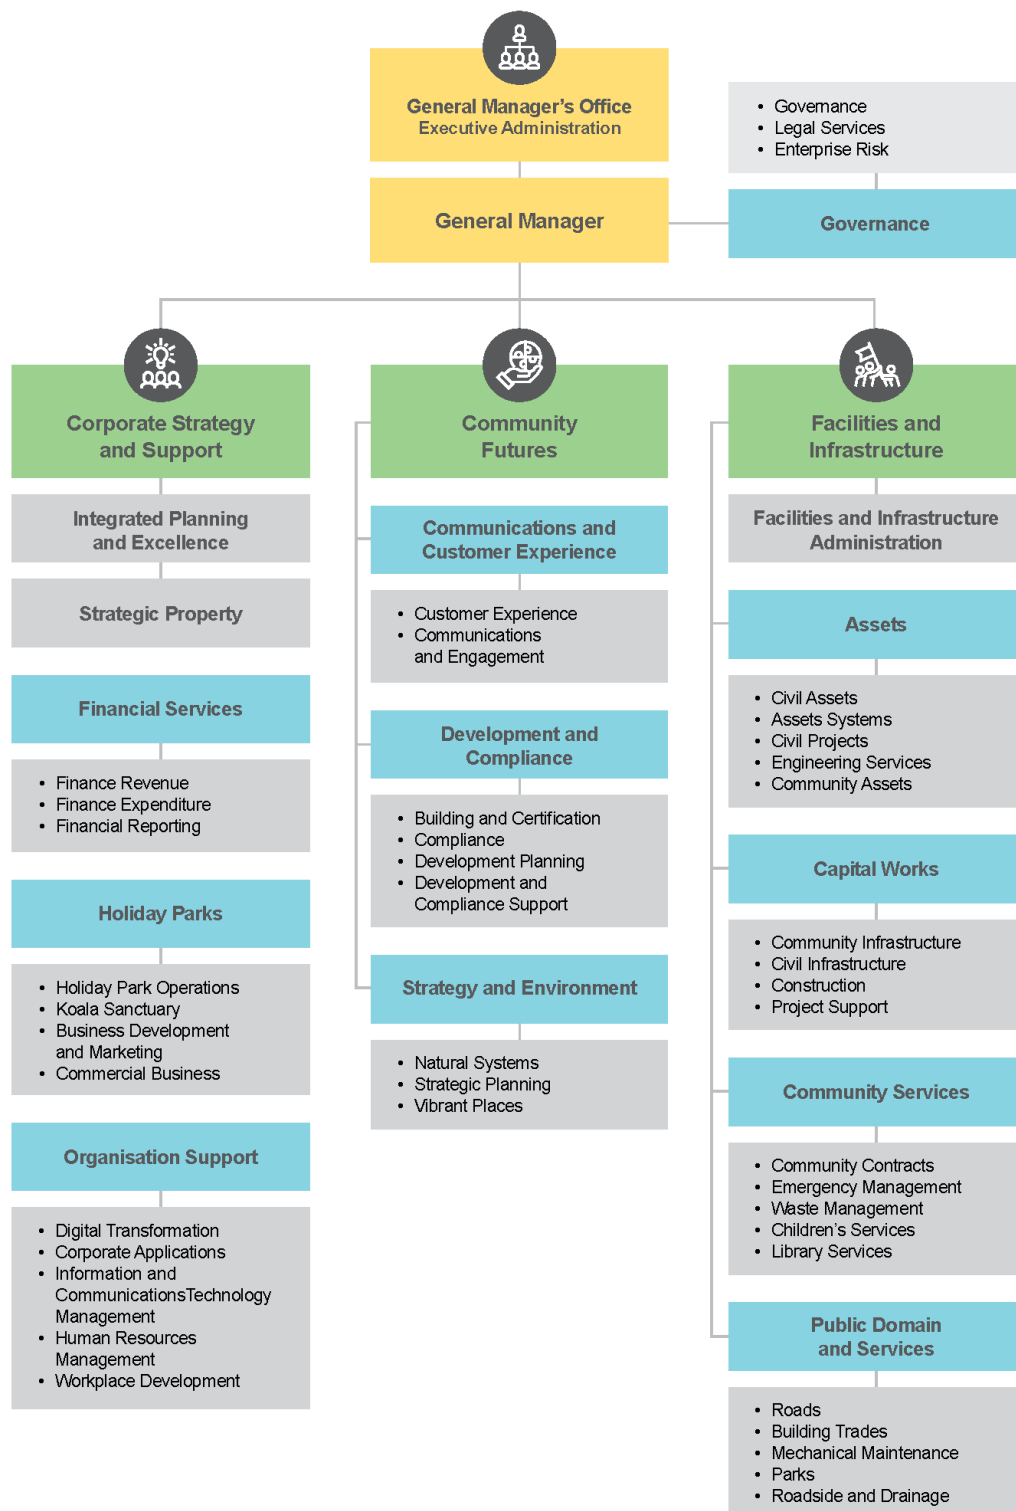 General Manager's Office
Executive Administration
• Governance
• Legal Services
• Enterprise Risk
General Manager
Governance
Corporate Strategy
and Support
Integrated Planning
and Excellence
Strategic Property
Financial Services
• Finance Revenue
• Finance Expenditure
• Financial Reporting
Holiday Parks
• Holiday Park Operations
• Koala Sanctuary
• Business Development
and Marketing
• Commercial Business
Organisation Support
• Digital Transformation
• Corporate Applications
• Information and
CommunicationsTechnology
Management
• Human Resources
Management
• Workplace Development
Community
Futures
Communications and
Customer Experience
• Customer Experience
• Communications
and Engagement
Development and
Compliance
• Building and Certification
• Compliance
• Development Planning
• Development and
Compliance Support
Strategy and Environment
• Natural Systems
• Strategic Planning
• Vibrant Places
Facilities and
Infrastructure
Facilities and Infrastructure
Administration
Assets
• Civil Assets
• Assets Systems
• Civil Projects
• Engineering Services
• Community Assets
Capital Works
• Community Infrastructure
• Civil Infrastructure
• Construction
• Project Support
Community Services
• Community Contracts
• Emergency Management
• Waste Management
• Children's Services
• Library Services
Public Domain
and Services
• Roads
• Building Trades
• Mechanical Maintenance
• Parks
• Roadside and Drainage